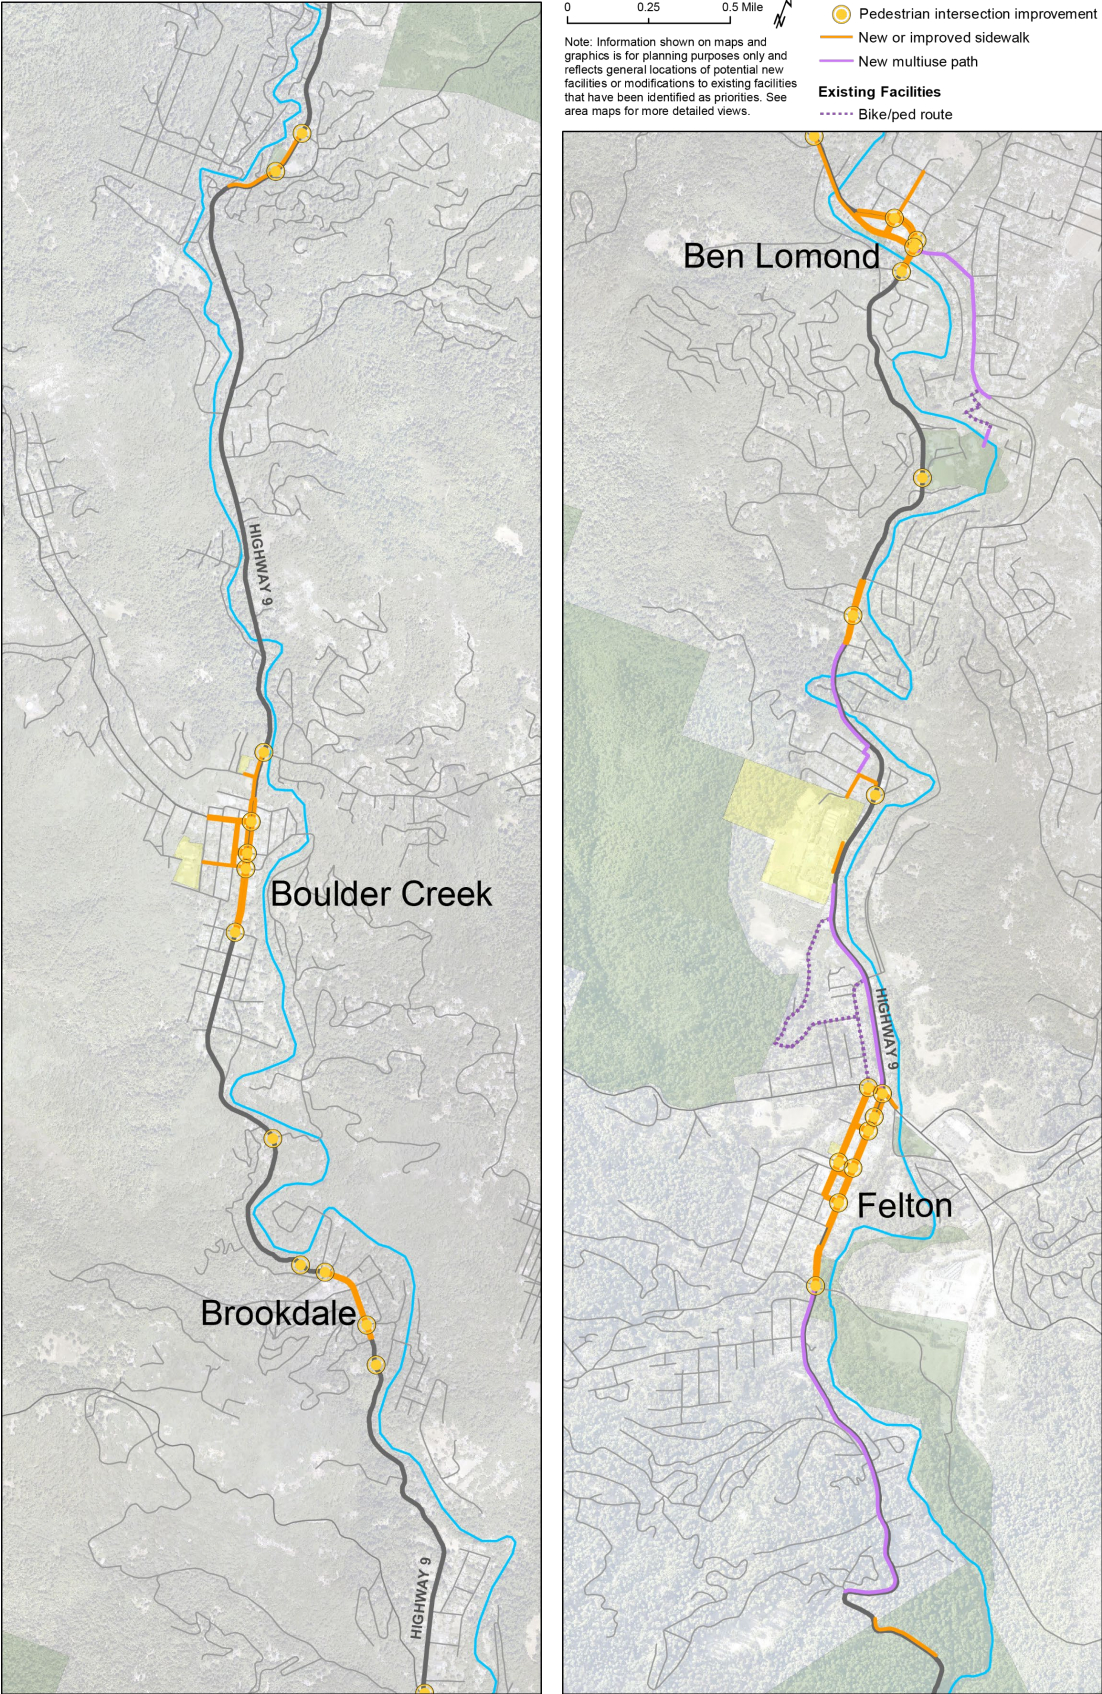 0 0.25 0.5 Mile
N
Note: Information shown on maps and
graphics is for planning purposes only and
reflects general locations of potential new
facilities or modifications to existing facilities
that have been identified as priorities. See
area maps for more detailed views.
Pedestrian intersection improvement
New or improved sidewalk
New multiuse path
Existing Facilities
Bike/ped route
HIGHWAY 9
Boulder Creek
Brookdale
HIGHWAY 9
Ben Lomond
HIGHWAY 9
Felton